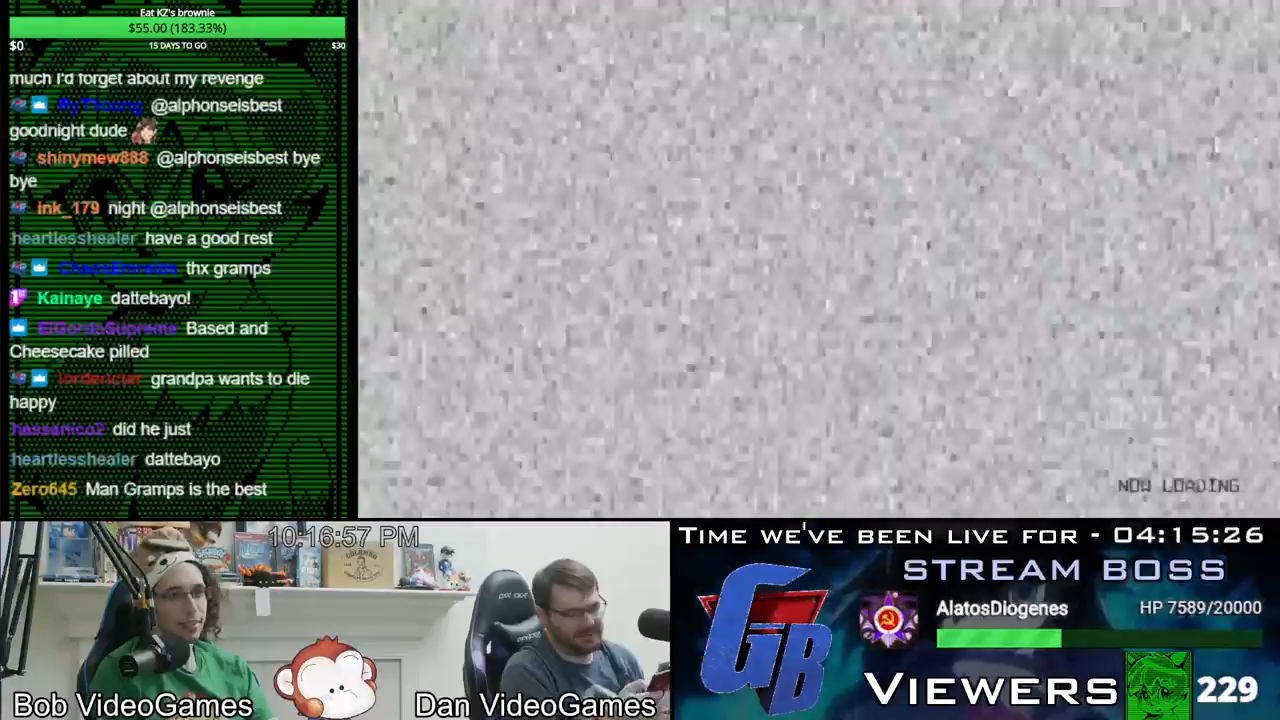 Eat KZ's brownie
$55.00 (183.33%)
$0 15 DAYS TO GO $30
much I'd forget about my revenge
@alphonseisbest
goodnight dude
shinymew888 @alphonseisbest bye
bye
ink_179 night @alphonseisbest
heartlesshealer have a good rest
ChaosEmralds thx gramps
Kainaye dattebayo!
ElGordoSupreme Based and
Cheesecake pilled
grandpa wants to die
happy
did he just
heartlesshealer dattebayo
Zero645 Man Gramps is the best
NOW LOADING
10:16:57 PM
Bob VideoGames
Dan VideoGames
TIME WE'VE BEEN LIVE FOR - 04:15:26
STREAM BOSS
GGB
AlatosDiogenes HP 7589/20000
VIEWERS 229